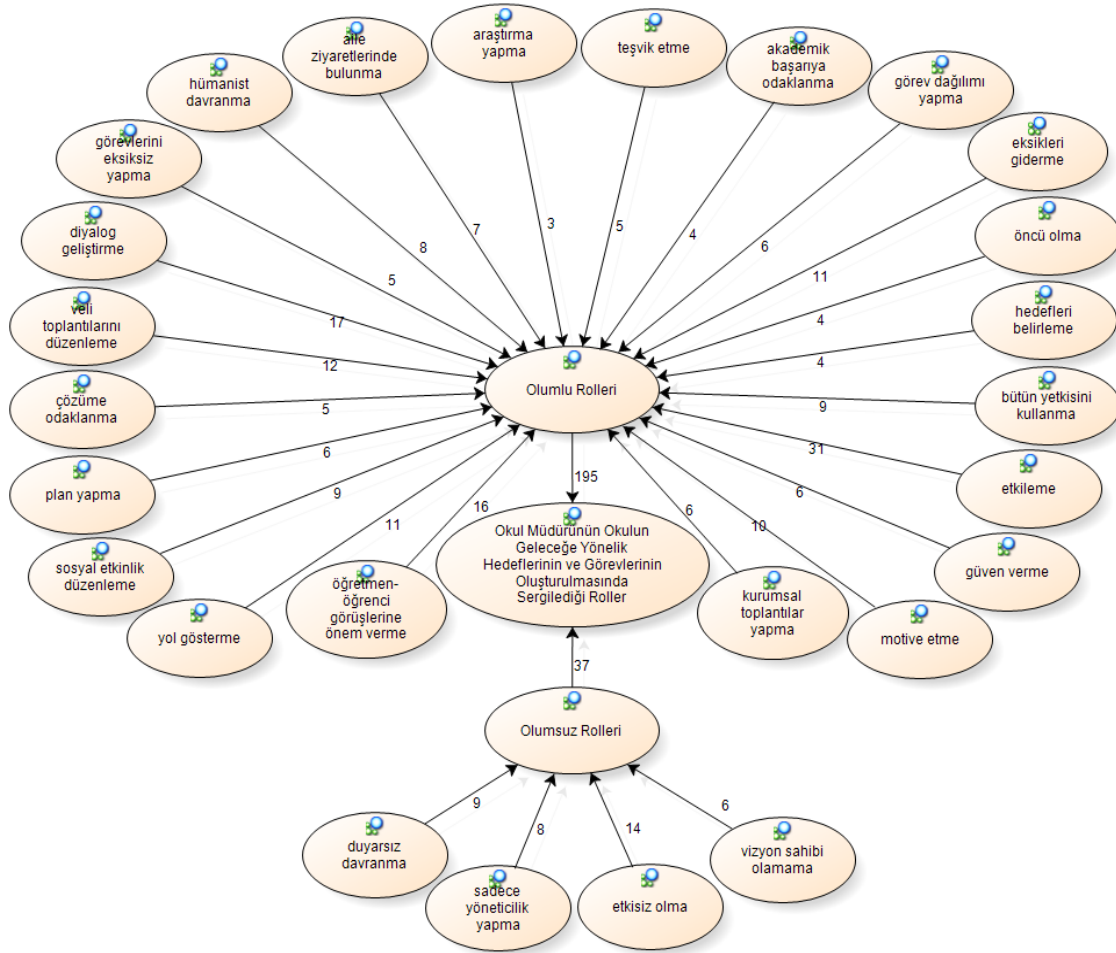 aile
ziyaretlerinde
bulunma
araştırma
yapma
teşvik etme
akademik
başarıya
odaklanma
görev dağılımı
yapma
hümanist
davranma
eksikleri
giderme
görevlerini
eksiksiz
yapma
diyalog
geliştirme
öncü olma
veli
toplantılarını
düzenleme
hedefleri
belirleme
çözüme
odaklanma
bütün yetkisini
kullanma
plan yapma
etkileme
sosyal etkinlik
düzenleme
güven verme
yol gösterme
öğretmen-
öğrenci
görüşlerine
önem verme
kurumsal
toplantılar
yapma
motive etme
7
3
5
4
6
8
11
5
4
17
4
12
9
5
31
6
6
9
10
11
16
6
Olumlu Rolleri
195
Okul Müdürünün Okulun
Geleceğe Yönelik
Hedeflerinin ve Görevlerinin
Oluşturulmasında
Sergilediği Roller
37
Olumsuz Rolleri
9
8
14
6
duyarsız
davranma
sadece
yöneticilik
yapma
etkisiz olma
vizyon sahibi
olamama